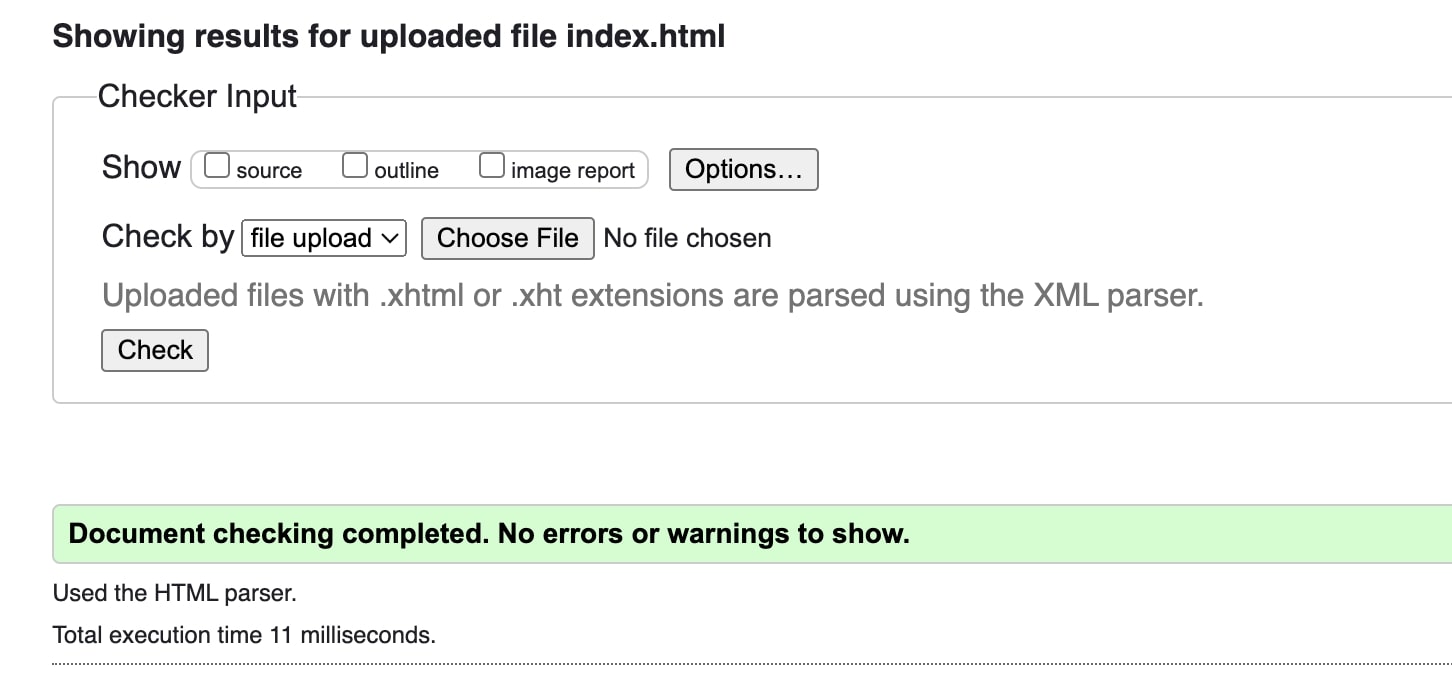 Showing results for uploaded file index.html
Checker Input
Show source outline image report Options...
Check by file upload Choose File No file chosen
Uploaded files with .xhtml or .xht extensions are parsed using the XML parser.
Check
Document checking completed. No errors or warnings to show.
Used the HTML parser.
Total execution time 11 milliseconds.